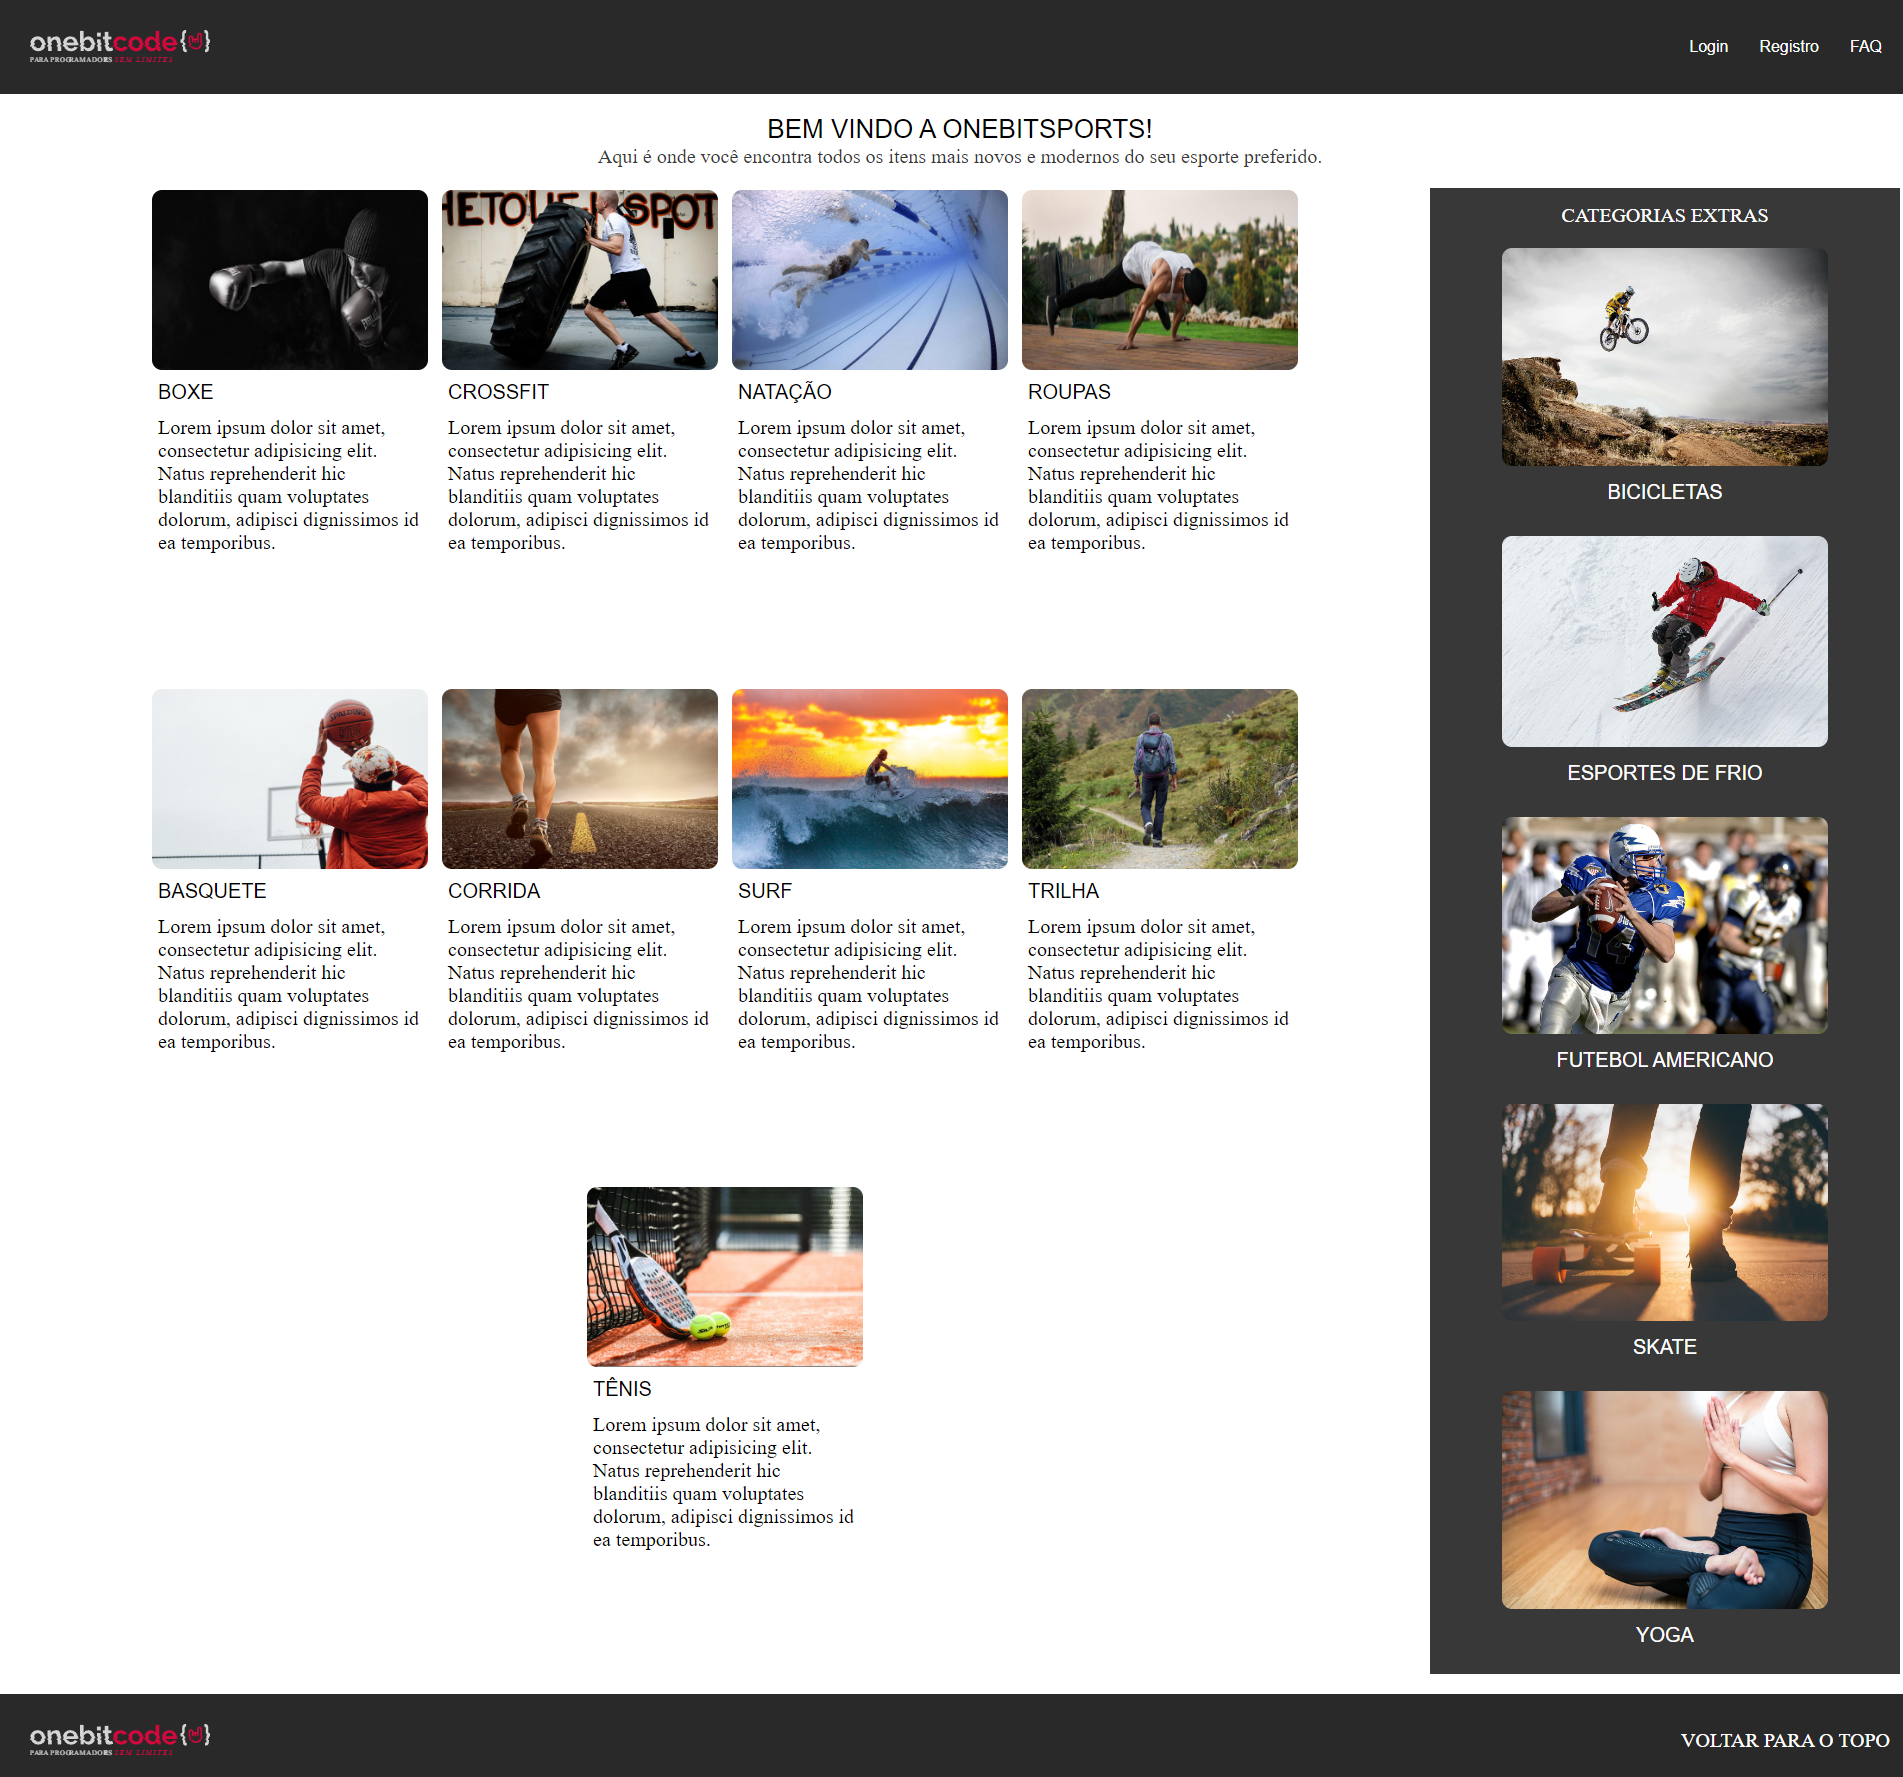 onebitcode{}
PARA PROGRAMADORES SEM LIMITES
Login
Registro
FAQ
BEM VINDO A ONEBITSPORTS!
Aqui é onde você encontra todos os itens mais novos e modernos do seu esporte preferido.
BOXE
Lorem ipsum dolor sit amet,
consectetur adipisicing elit.
Natus reprehenderit hic
blanditiis quam voluptates
dolorum, adipisci dignissimos id
ea temporibus.
HETOUE SPOT
CROSSFIT
Lorem ipsum dolor sit amet,
consectetur adipisicing elit.
Natus reprehenderit hic
blanditiis quam voluptates
dolorum, adipisci dignissimos id
ea temporibus.
NATAÇÃO
Lorem ipsum dolor sit amet,
consectetur adipisicing elit.
Natus reprehenderit hic
blanditiis quam voluptates
dolorum, adipisci dignissimos id
ea temporibus.
ROUPAS
Lorem ipsum dolor sit amet,
consectetur adipisicing elit.
Natus reprehenderit hic
blanditiis quam voluptates
dolorum, adipisci dignissimos id
ea temporibus.
SPALDING
BASQUETE
Lorem ipsum dolor sit amet,
consectetur adipisicing elit.
Natus reprehenderit hic
blanditiis quam voluptates
dolorum, adipisci dignissimos id
ea temporibus.
CORRIDA
Lorem ipsum dolor sit amet,
consectetur adipisicing elit.
Natus reprehenderit hic
blanditiis quam voluptates
dolorum, adipisci dignissimos id
ea temporibus.
SURF
Lorem ipsum dolor sit amet,
consectetur adipisicing elit.
Natus reprehenderit hic
blanditiis quam voluptates
dolorum, adipisci dignissimos id
ea temporibus.
TRILHA
Lorem ipsum dolor sit amet,
consectetur adipisicing elit.
Natus reprehenderit hic
blanditiis quam voluptates
dolorum, adipisci dignissimos id
ea temporibus.
TÊNIS
Lorem ipsum dolor sit amet,
consectetur adipisicing elit.
Natus reprehenderit hic
blanditiis quam voluptates
dolorum, adipisci dignissimos id
ea temporibus.
CATEGORIAS EXTRAS
BICICLETAS
ESPORTES DE FRIO
14
FUTEBOL AMERICANO
SKATE
YOGA
onebitcode{}
PARA PROGRAMADORES SEM LIMITES
VOLTAR PARA O TOPO